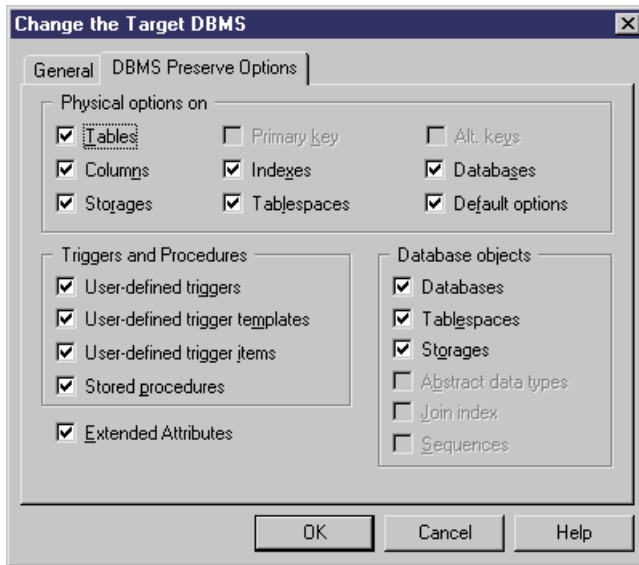 Change the Target DBMS
General DBMS Preserve Options
Physical options on
Tables Primary key Alt. keys
Columns Indexes Databases
Storages Tablespaces Default options
Triggers and Procedures
User-defined triggers
User-defined trigger templates
User-defined trigger items
Stored procedures
Extended Attributes
Database objects
Databases
Tablespaces
Storages
Abstract data types
Join index
Sequences
OK Cancel Help